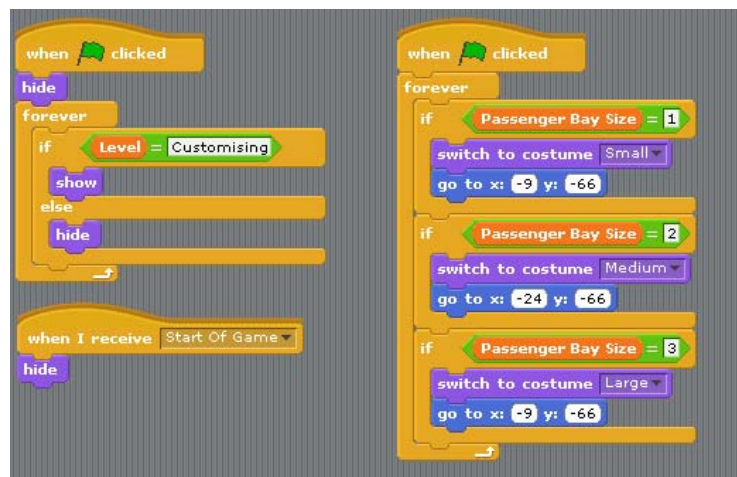 when clicked
hide
forever
if Level = Customising
show
else
hide
when I receive Start Of Game
hide
when clicked
forever
if Passenger Bay Size = 1
switch to costume Small
go to x: -9 y: -66
if Passenger Bay Size = 2
switch to costume Medium
go to x: -24 y: -66
if Passenger Bay Size = 3
switch to costume Large
go to x: -9 y: -66